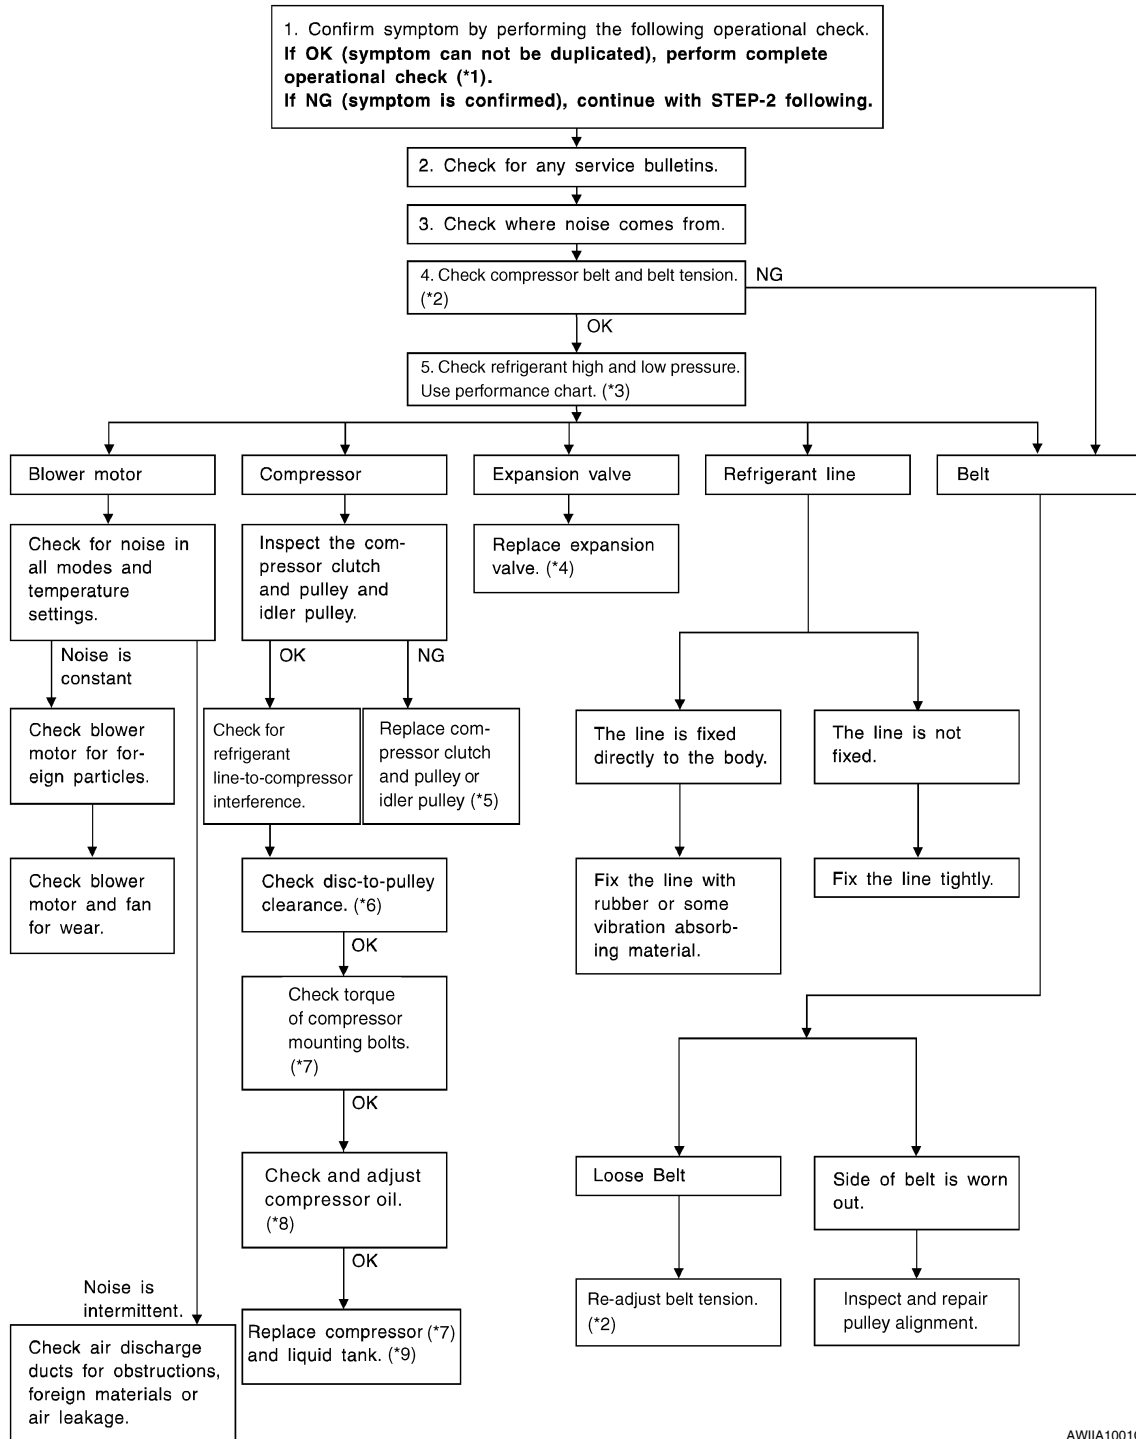 1. Confirm symptom by performing the following operational check.
If OK (symptom can not be duplicated), perform complete
operational check (*1).
If NG (symptom is confirmed), continue with STEP-2 following.
2. Check for any service bulletins.
3. Check where noise comes from.
4. Check compressor belt and belt tension.
(*2)
NG
OK
5. Check refrigerant high and low pressure.
Use performance chart. (*3)
Blower motor
Compressor
Expansion valve
Refrigerant line
Belt
Check for noise in
all modes and
temperature
settings.
Inspect the com-
pressor clutch
and pulley and
idler pulley.
Replace expansion
valve. (*4)
Noise is
constant
OK
NG
Check blower
motor for for-
eign particles.
Check for
refrigerant
line-to-compressor
interference.
Replace com-
pressor clutch
and pulley or
idler pulley (*5)
The line is fixed
directly to the body.
The line is not
fixed.
Check blower
motor and fan
for wear.
Check disc-to-pulley
clearance. (*6)
Fix the line with
rubber or some
vibration absorb-
ing material.
Fix the line tightly.
OK
Check torque
of compressor
mounting bolts.
(*7)
OK
Check and adjust
compressor oil.
(*8)
Loose Belt
Side of belt is worn
out.
OK
Noise is
intermittent.
Re-adjust belt tension.
(*2)
Inspect and repair
pulley alignment.
Replace compressor (*7)
and liquid tank. (*9)
Check air discharge
ducts for obstructions,
foreign materials or
air leakage.